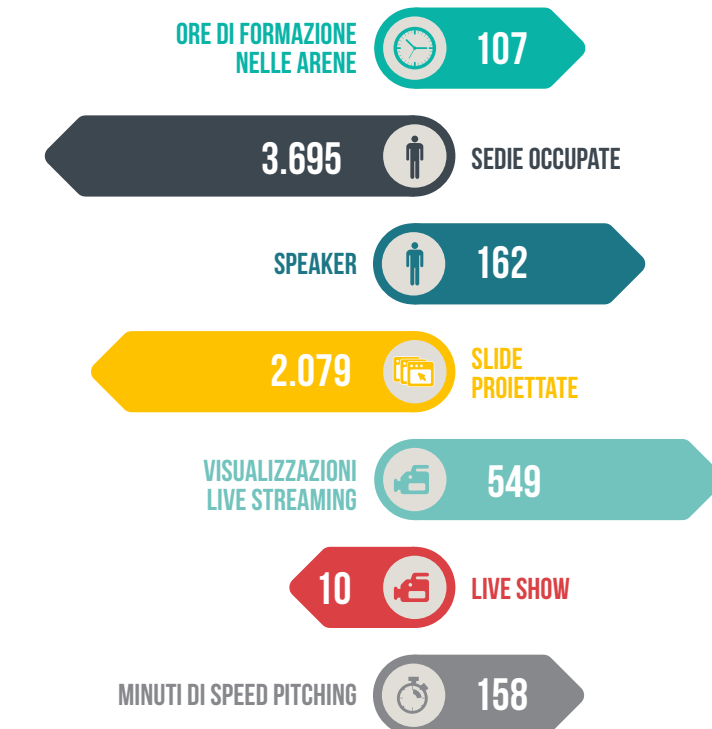 ORE DI FORMAZIONE
NELLE ARENE
107
3.695
SEDIE OCCUPATE
SPEAKER
162
2.079
SLIDE
PROIETTATE
VISUALIZZAZIONI
LIVE STREAMING
549
10
LIVE SHOW
MINUTI DI SPEED PITCHING
158